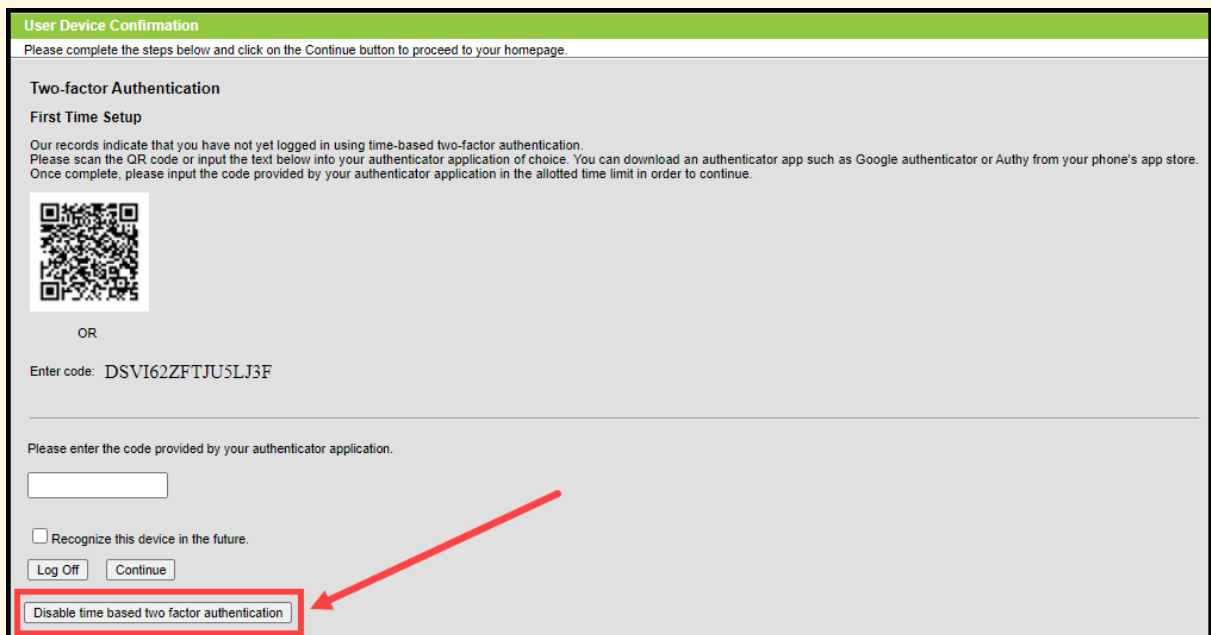 User Device Confirmation
Please complete the steps below and click on the Continue button to proceed to your homepage.
Two-factor Authentication
First Time Setup
Our records indicate that you have not yet logged in using time-based two-factor authentication.
Please scan the QR code or input the text below into your authenticator application of choice. You can download an authenticator app such as Google authenticator or Authy from your phone's app store.
Once complete, please input the code provided by your authenticator application in the allotted time limit in order to continue.
OR
Enter code: DSVI62ZFTJU5LJ3F
Please enter the code provided by your authenticator application.
Recognize this device in the future.
Log Off Continue
Disable time based two factor authentication